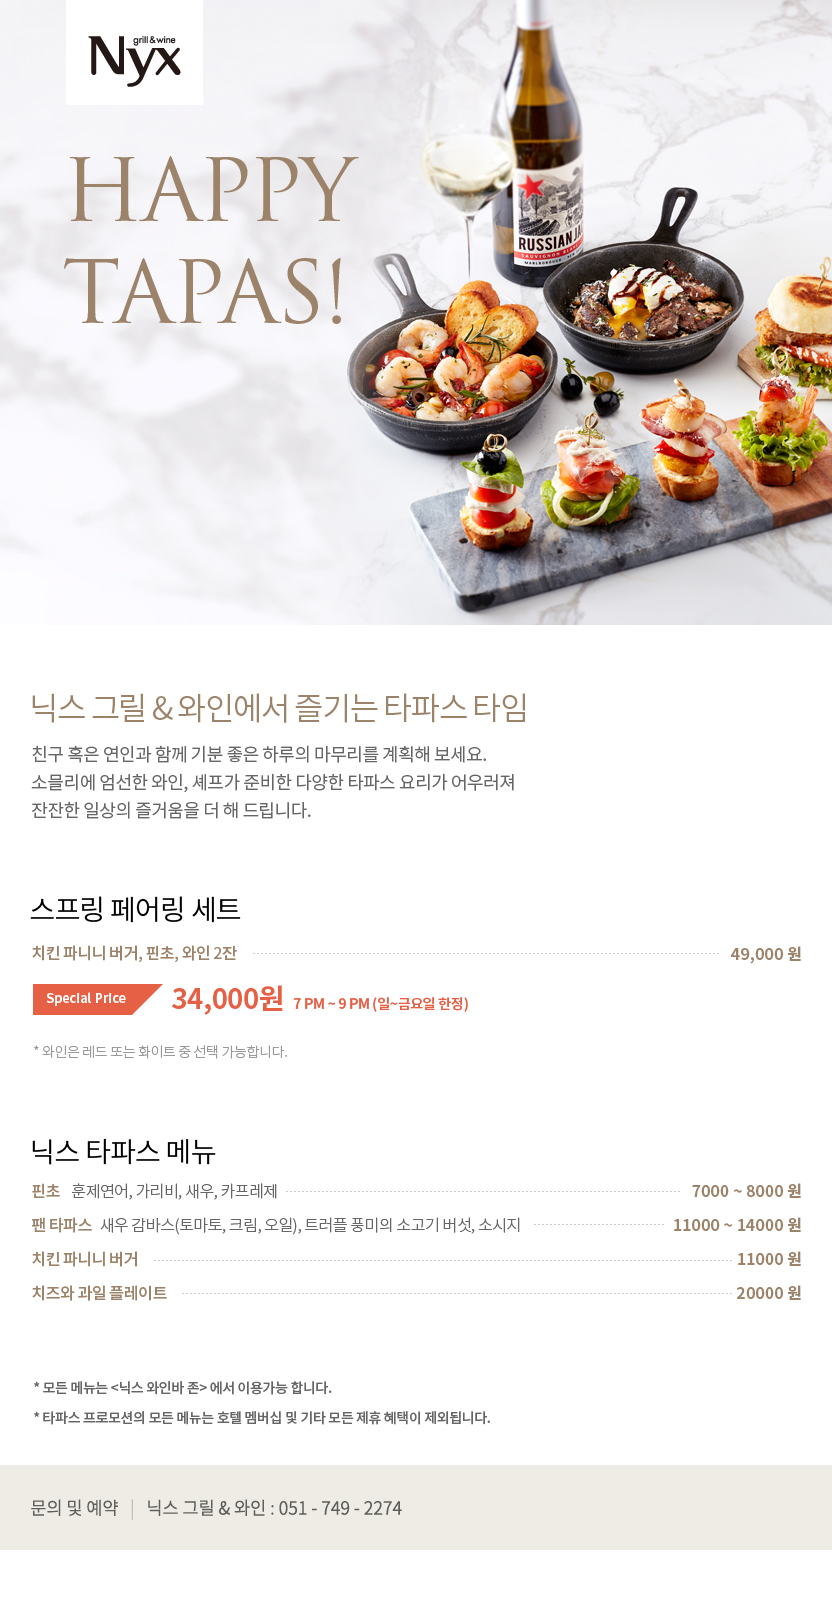 grill & wine
Nyx
HAPPY
TAPAS!
RUSSIAN JA
SAUVIGNON BLANC
MARLBOROUGH
닉스 그릴 & 와인에서 즐기는 타파스 타임
친구 혹은 연인과 함께 기분 좋은 하루의 마무리를 계획해 보세요.
소믈리에 엄선한 와인, 셰프가 준비한 다양한 타파스 요리가 어우러져
잔잔한 일상의 즐거움을 더 해 드립니다.
스프링 페어링 세트
치킨 파니니 버거, 핀초, 와인 2잔 49,000 원
Special Price 34,000원 7 PM ~ 9 PM (일~금요일 한정)
* 와인은 레드 또는 화이트 중 선택 가능합니다.
닉스 타파스 메뉴
핀초 훈제연어, 가리비, 새우, 카프레제 7000 ~ 8000 원
팬 타파스 새우 감바스(토마토, 크림, 오일), 트러플 풍미의 소고기 버섯, 소시지 11000 ~ 14000 원
치킨 파니니 버거 11000 원
치즈와 과일 플레이트 20000 원
* 모든 메뉴는 <닉스 와인바 존> 에서 이용가능 합니다.
* 타파스 프로모션의 모든 메뉴는 호텔 멤버십 및 기타 모든 제휴 혜택이 제외됩니다.
문의 및 예약 | 닉스 그릴 & 와인 : 051 - 749 - 2274